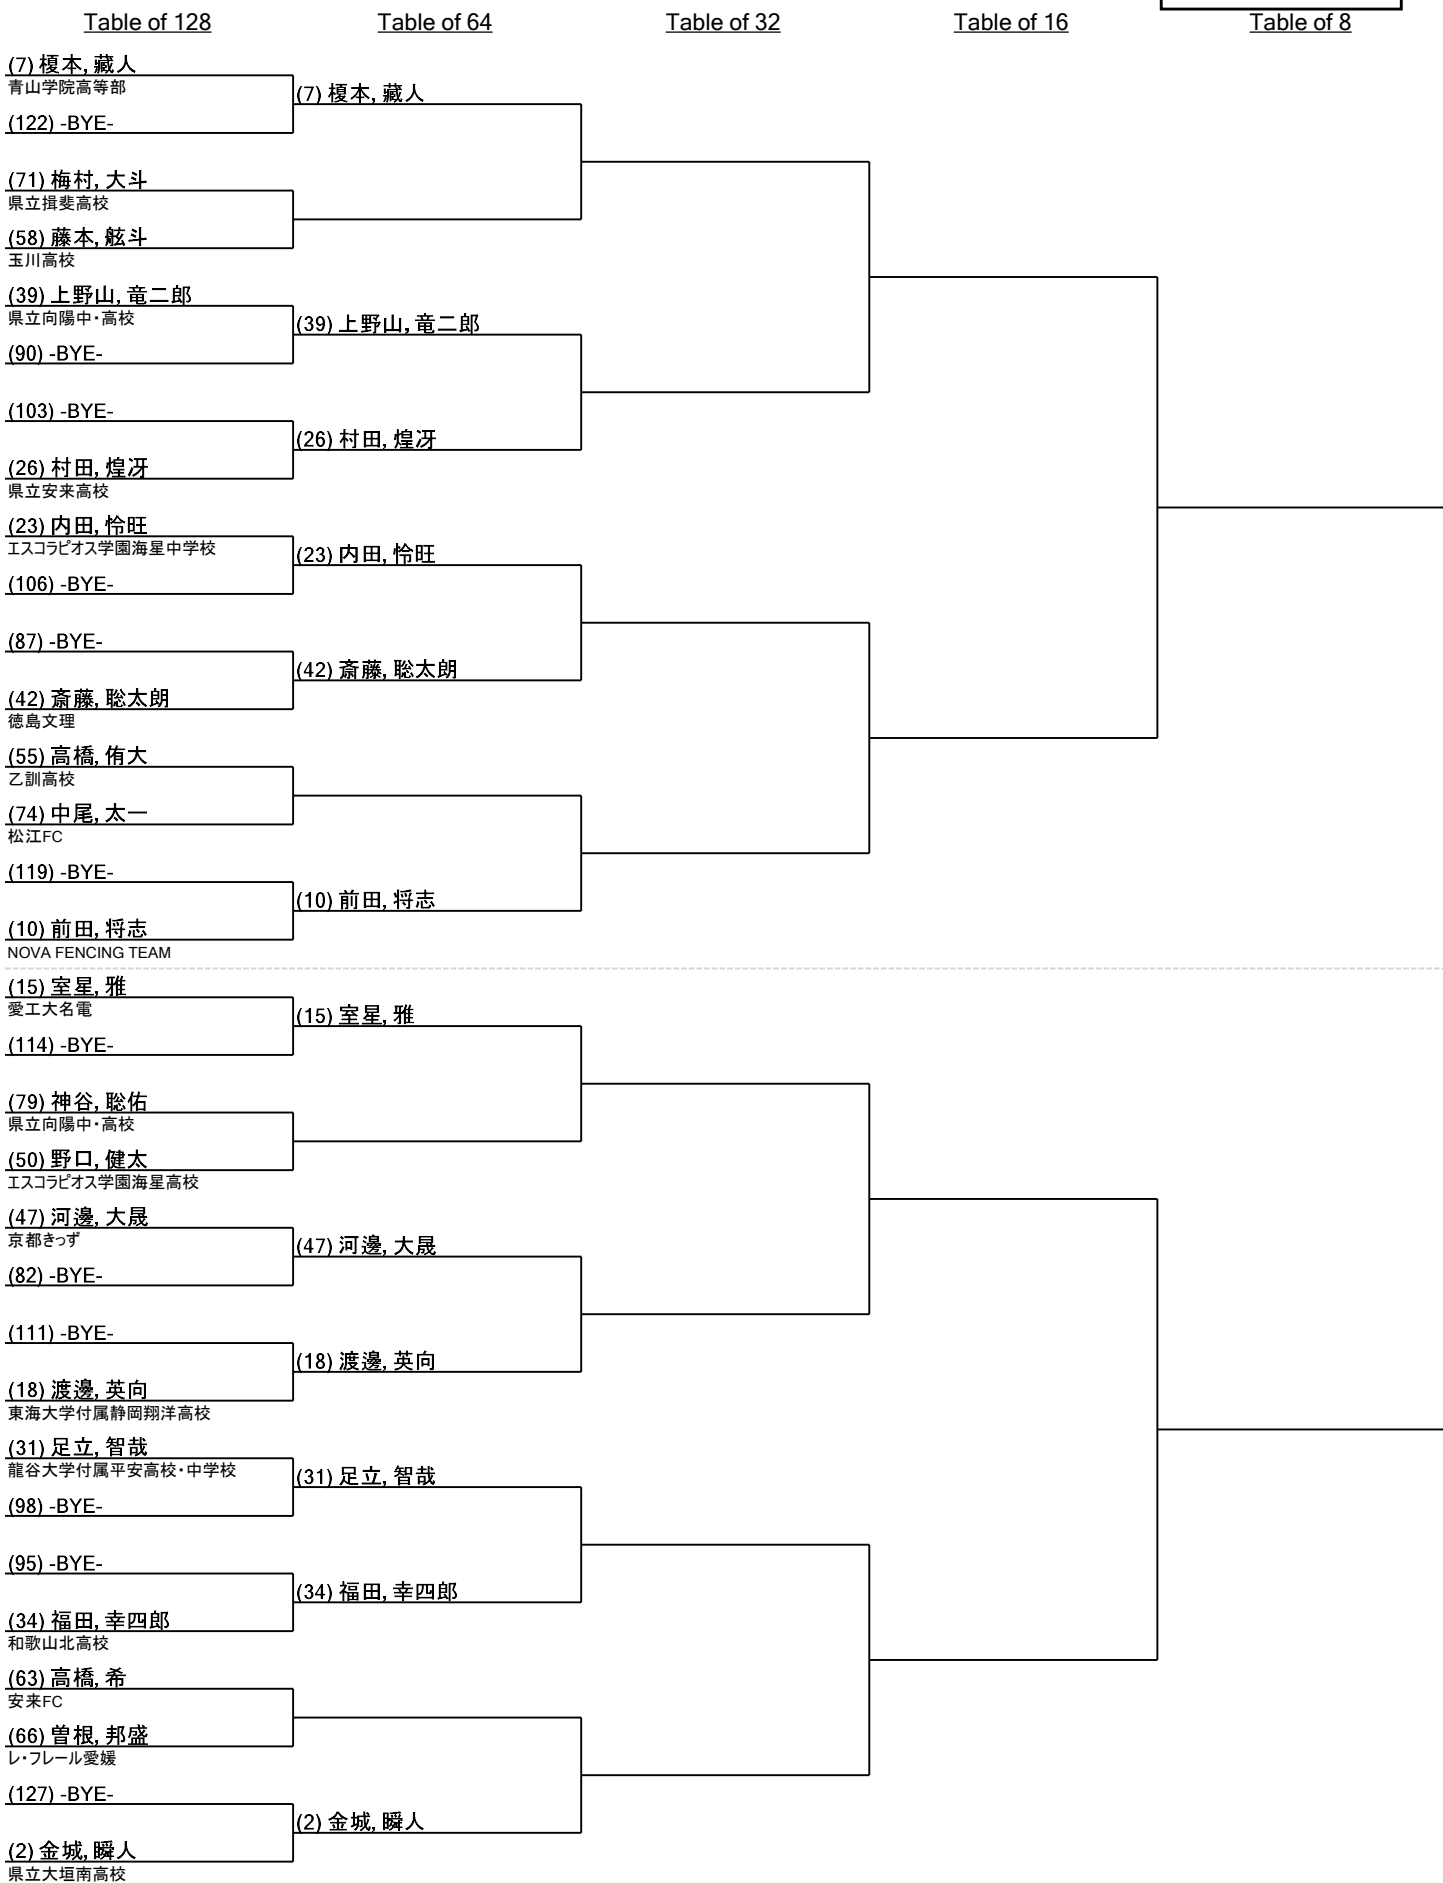 Table of 128 Table of 64 Table of 32 Table of 16 Table of 8
(7) 榎本, 藏人
青山学院高等部
(7) 榎本, 藏人
(122) -BYE-
(71) 梅村, 大斗
県立揖斐高校
(58) 藤本, 舷斗
玉川高校
(39) 上野山, 竜二郎
県立向陽中・高校
(39) 上野山, 竜二郎
(90) -BYE-
(103) -BYE-
(26) 村田, 煌冴
(26) 村田, 煌冴
県立安来高校
(23) 内田, 怜旺
エスコラピオス学園海星中学校
(23) 内田, 怜旺
(106) -BYE-
(87) -BYE-
(42) 斎藤, 聡太朗
(42) 斎藤, 聡太朗
徳島文理
(55) 高橋, 侑大
乙訓高校
(74) 中尾, 太一
松江FC
(119) -BYE-
(10) 前田, 将志
(10) 前田, 将志
NOVA FENCING TEAM
(15) 室星, 雅
愛工大名電
(15) 室星, 雅
(114) -BYE-
(79) 神谷, 聡佑
県立向陽中・高校
(50) 野口, 健太
エスコラピオス学園海星高校
(47) 河邊, 大晟
京都きっず
(47) 河邊, 大晟
(82) -BYE-
(111) -BYE-
(18) 渡邊, 英向
(18) 渡邊, 英向
東海大学付属静岡翔洋高校
(31) 足立, 智哉
龍谷大学付属平安高校・中学校
(31) 足立, 智哉
(98) -BYE-
(95) -BYE-
(34) 福田, 幸四郎
(34) 福田, 幸四郎
和歌山北高校
(63) 高橋, 希
安来FC
(66) 曽根, 邦盛
レ・フレール愛媛
(127) -BYE-
(2) 金城, 瞬人
(2) 金城, 瞬人
県立大垣南高校